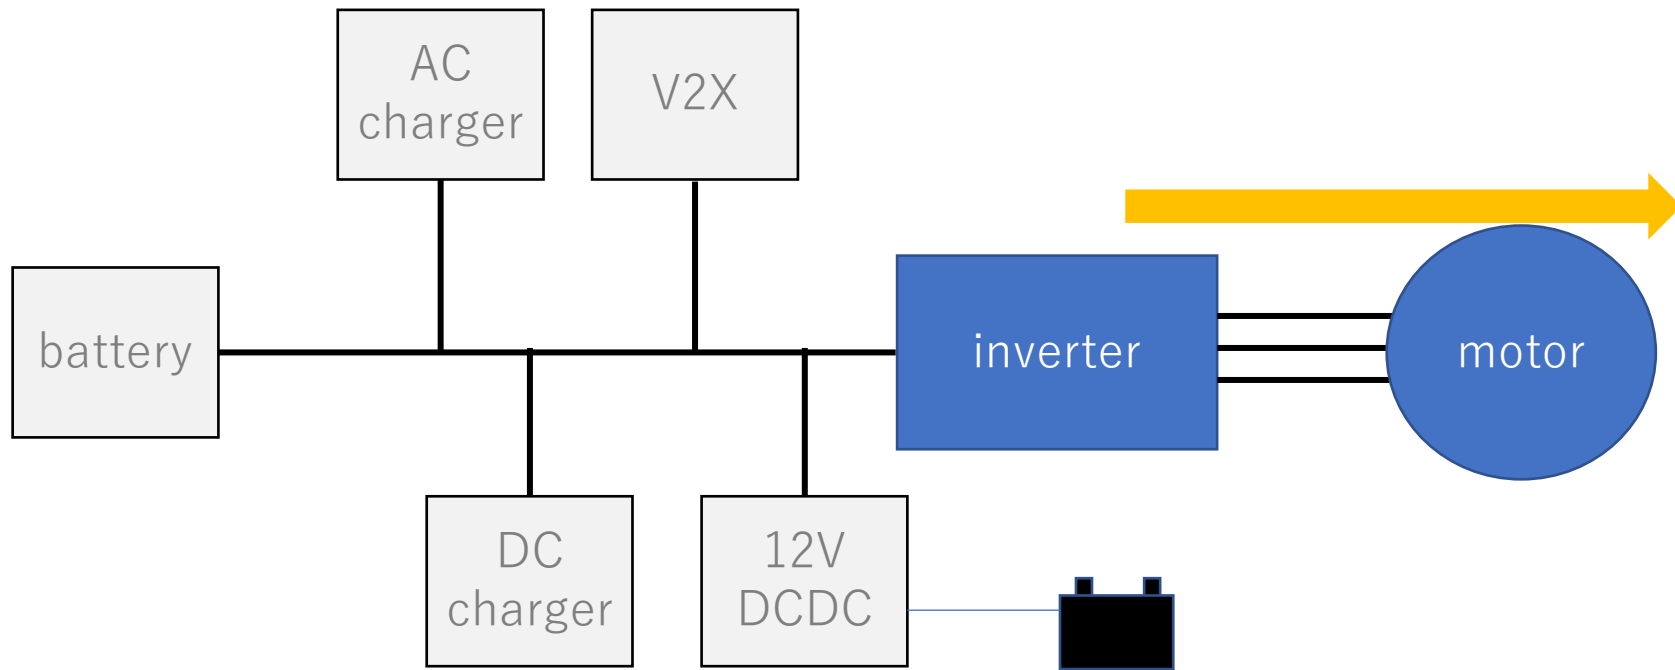 AC
charger
V2X
battery
inverter
motor
DC
charger
12V
DCDC